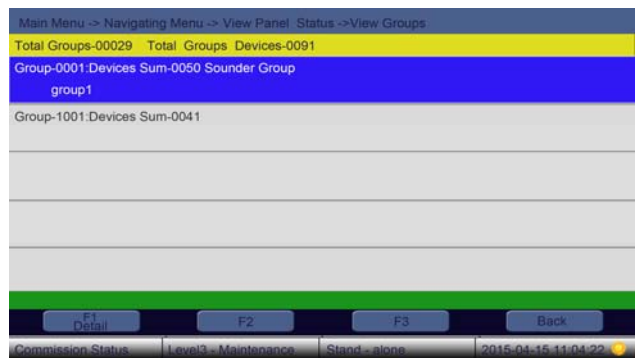 Main Menu -> Navigating Menu -> View Panel Status ->View Groups
Total Groups-00029 Total Groups Devices-0091
Group-0001:Devices Sum-0050 Sounder Group
group1
Group-1001:Devices Sum-0041
F1
Detail
F2
F3
Back
Commission Status
Level3 - Maintenance
Stand - alone
2015-04-15 11:04:22